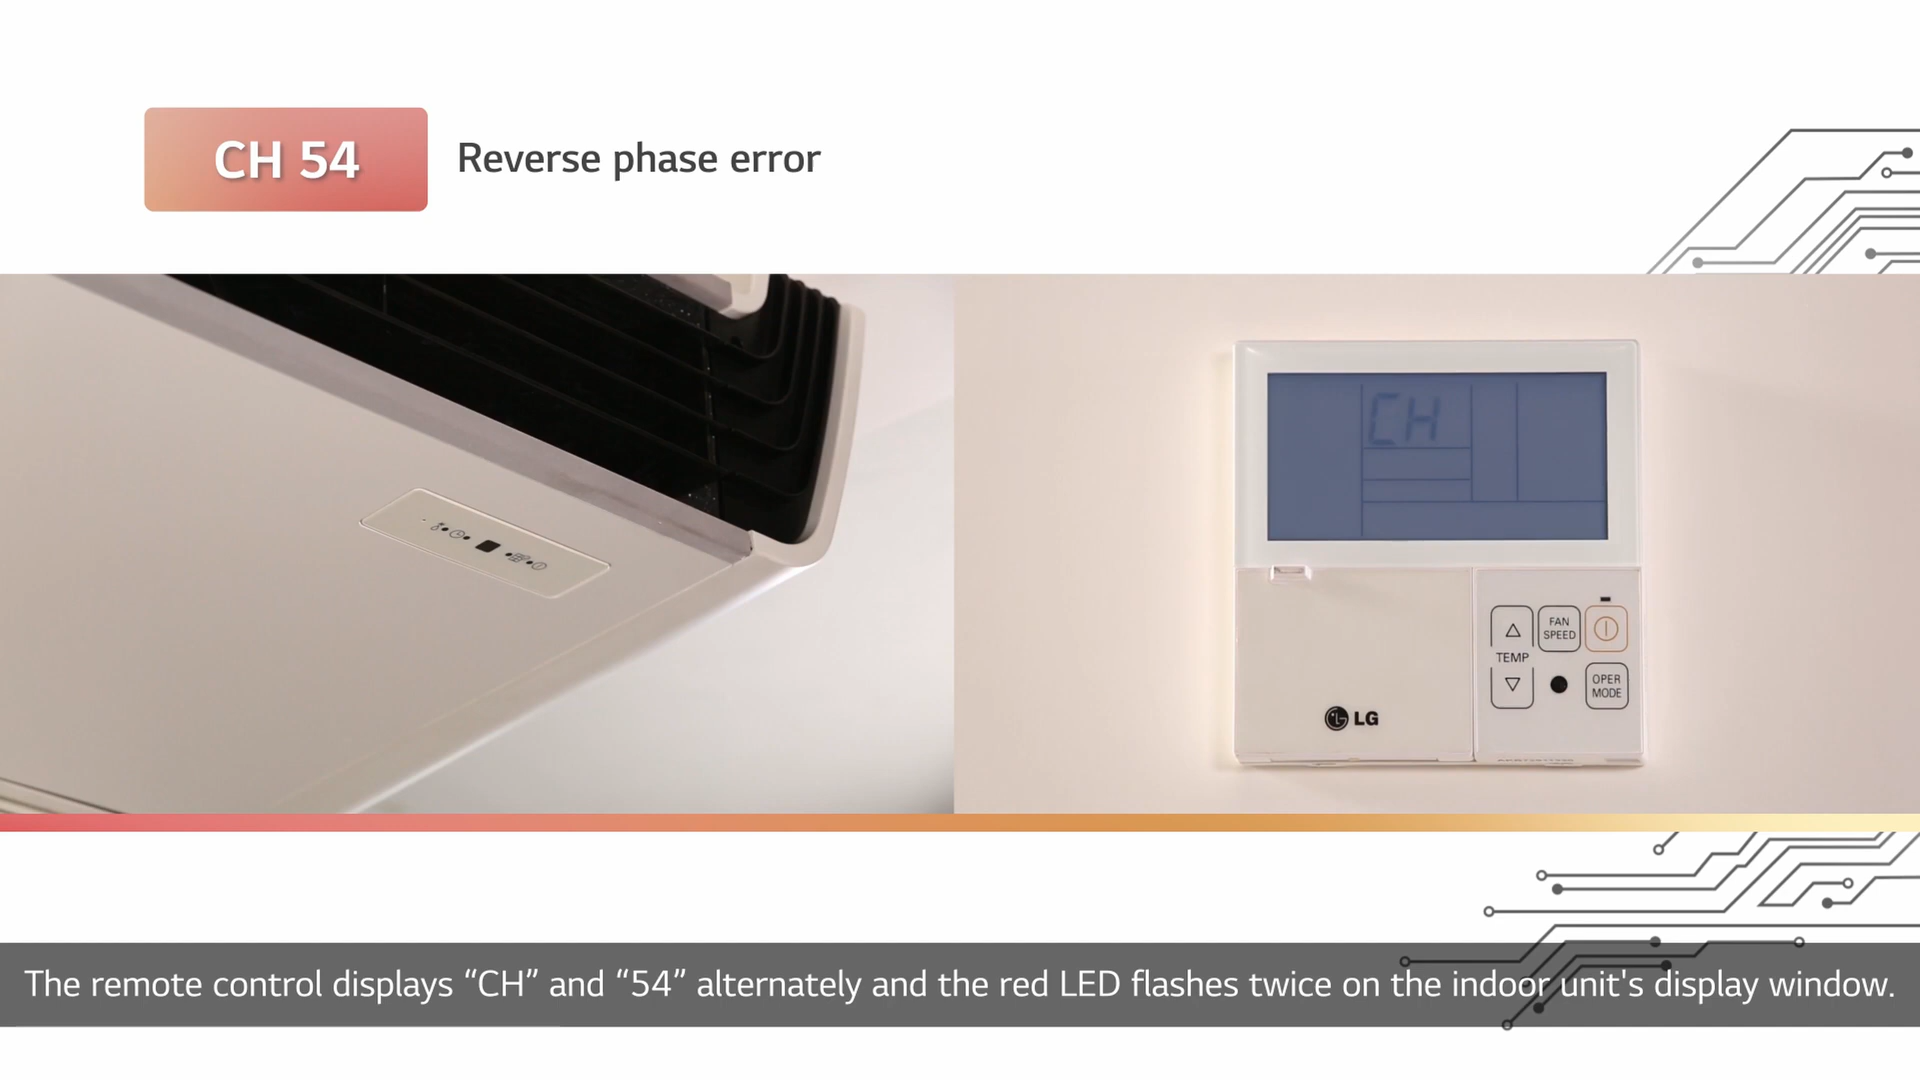 CH 54
Reverse phase error
CH
FAN
SPEED
TEMP
OPER
MODE
LG
The remote control displays “CH” and “54” alternately and the red LED flashes twice on the indoor unit's display window.